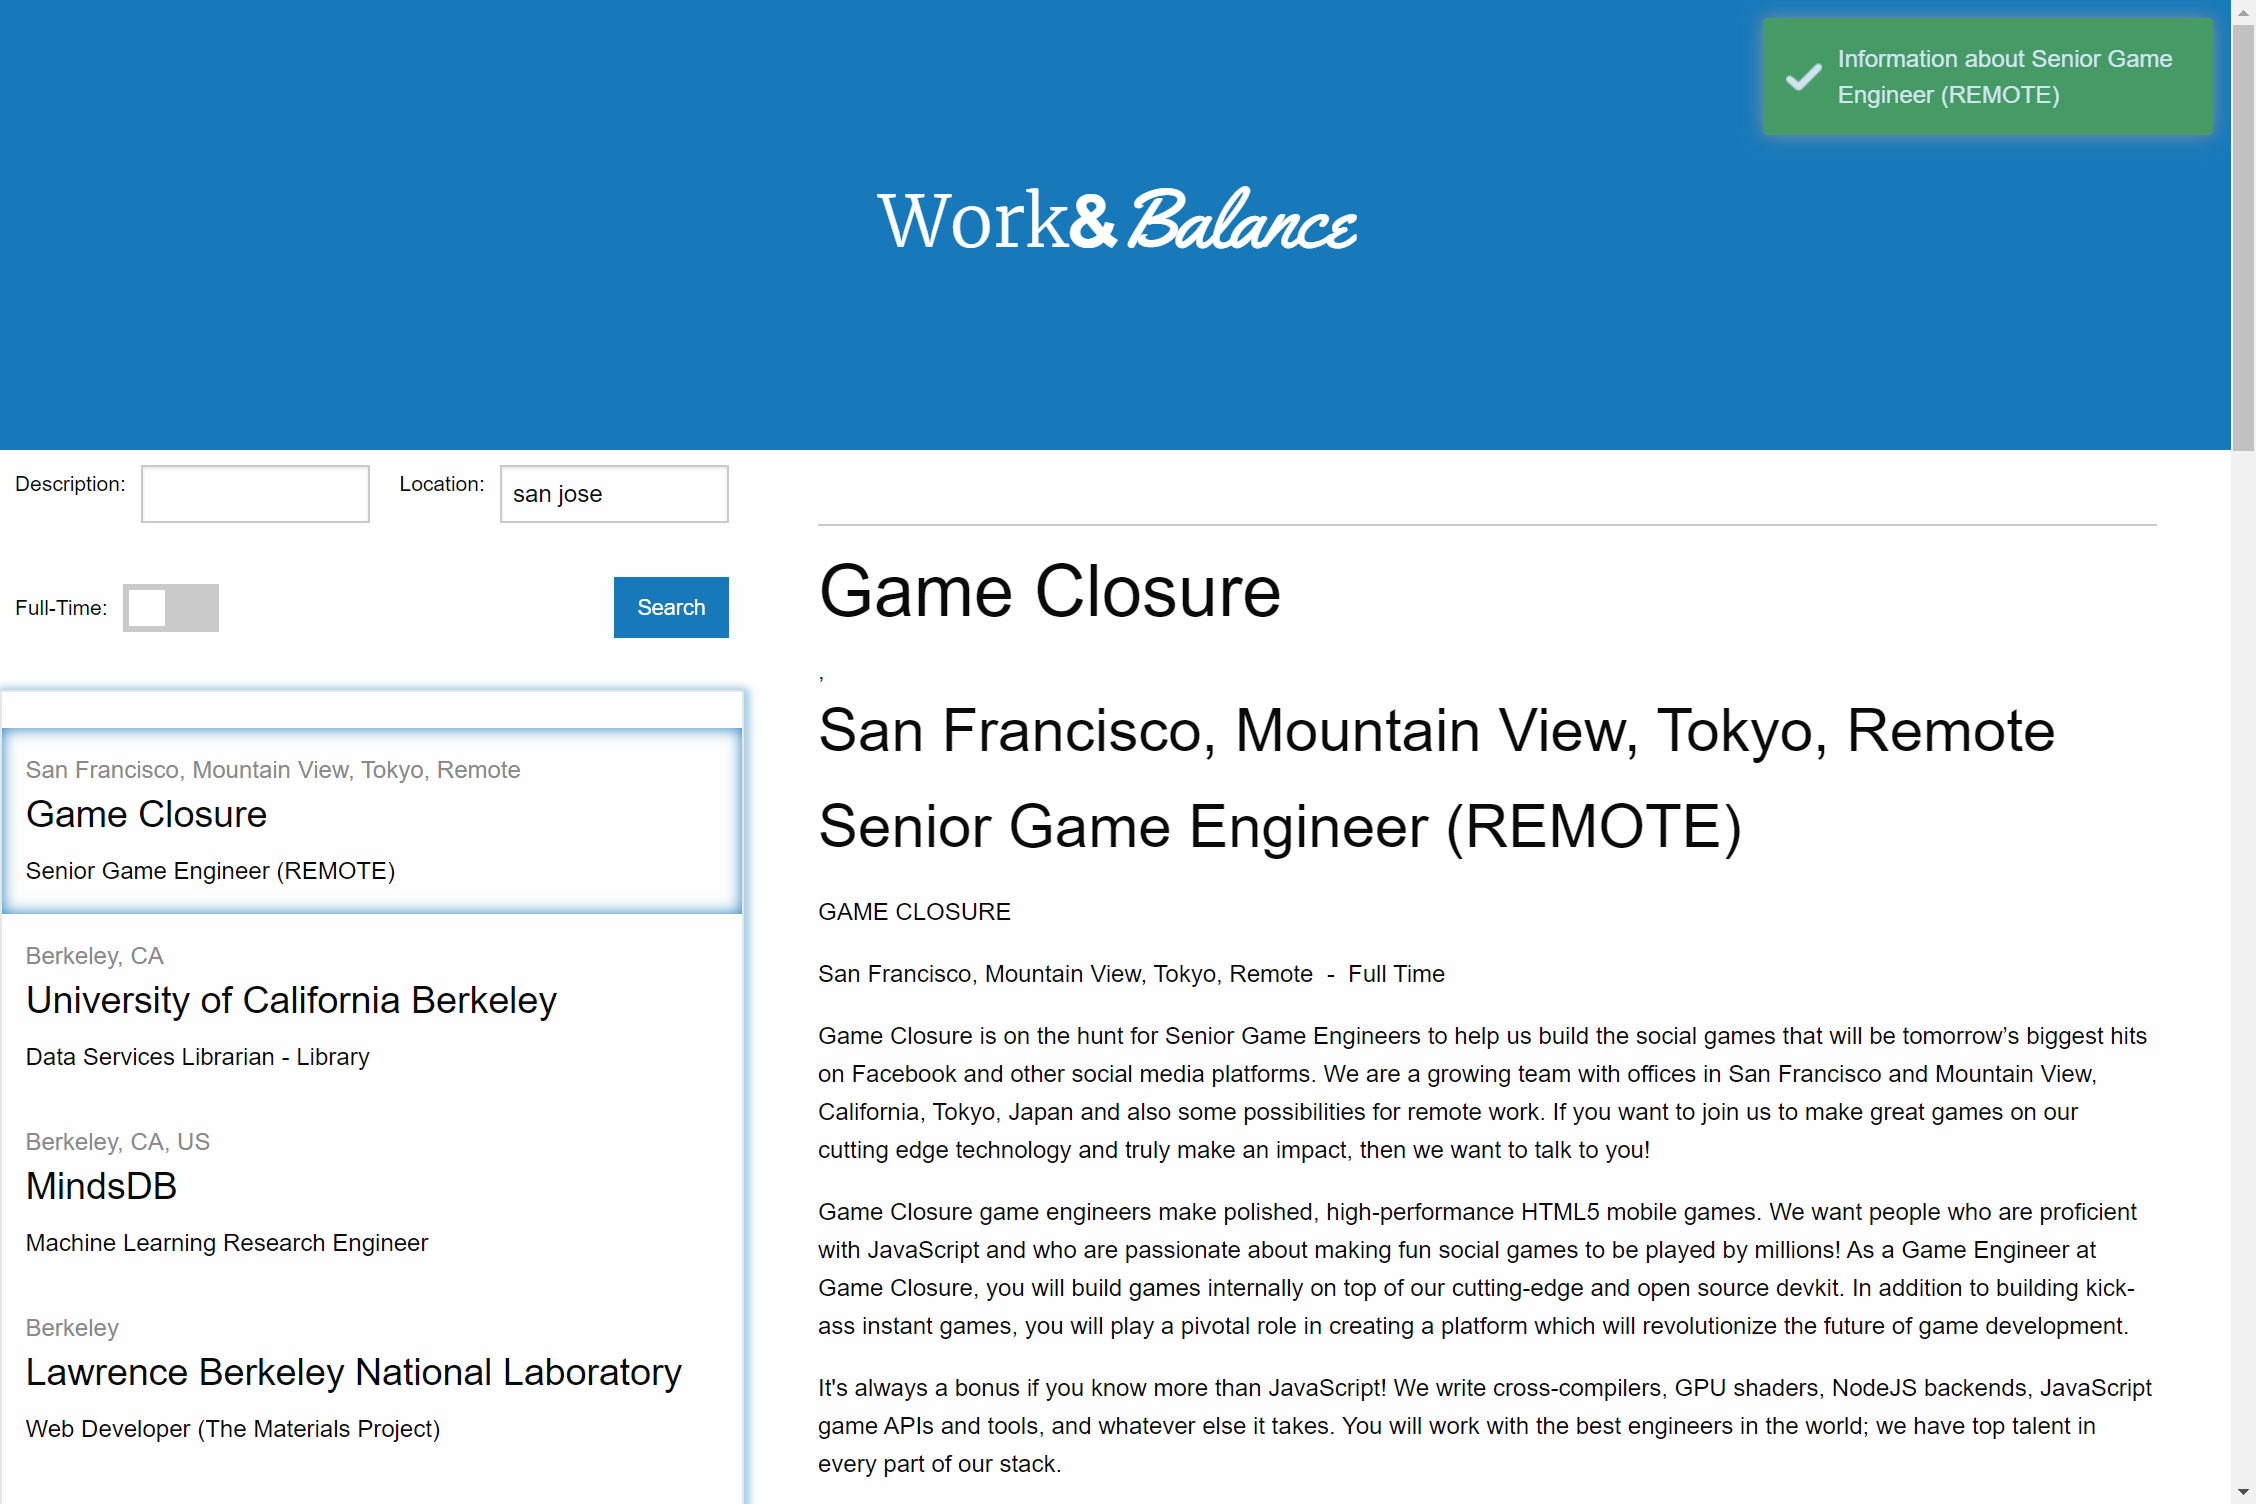 Information about Senior Game
Engineer (REMOTE)
Work&Balance
Description:
Location:
san jose
Full-Time:
Search
San Francisco, Mountain View, Tokyo, Remote
Game Closure
Senior Game Engineer (REMOTE)
Berkeley, CA
University of California Berkeley
Data Services Librarian - Library
Berkeley, CA, US
MindsDB
Machine Learning Research Engineer
Berkeley
Lawrence Berkeley National Laboratory
Web Developer (The Materials Project)
Game Closure
,
San Francisco, Mountain View, Tokyo, Remote
Senior Game Engineer (REMOTE)
GAME CLOSURE
San Francisco, Mountain View, Tokyo, Remote  -  Full Time
Game Closure is on the hunt for Senior Game Engineers to help us build the social games that will be tomorrow’s biggest hits
on Facebook and other social media platforms. We are a growing team with offices in San Francisco and Mountain View,
California, Tokyo, Japan and also some possibilities for remote work. If you want to join us to make great games on our
cutting edge technology and truly make an impact, then we want to talk to you!
Game Closure game engineers make polished, high-performance HTML5 mobile games. We want people who are proficient
with JavaScript and who are passionate about making fun social games to be played by millions! As a Game Engineer at
Game Closure, you will build games internally on top of our cutting-edge and open source devkit. In addition to building kick-
ass instant games, you will play a pivotal role in creating a platform which will revolutionize the future of game development.
It's always a bonus if you know more than JavaScript! We write cross-compilers, GPU shaders, NodeJS backends, JavaScript
game APIs and tools, and whatever else it takes. You will work with the best engineers in the world; we have top talent in
every part of our stack.